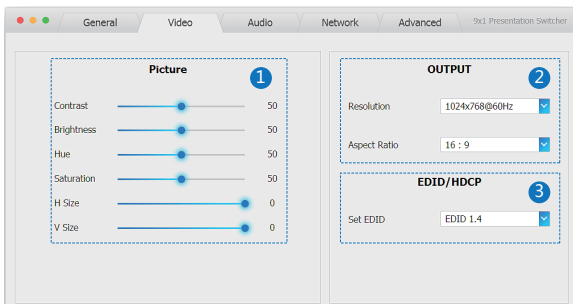 General Video Audio Network Advanced 9x1 Presentation Switcher
Picture
1
Contrast 50
Brightness 50
Hue 50
Saturation 50
H Size 0
V Size 0
OUTPUT
2
Resolution 1024x768@60Hz
Aspect Ratio 16 : 9
EDID/HDCP
3
Set EDID EDID 1.4